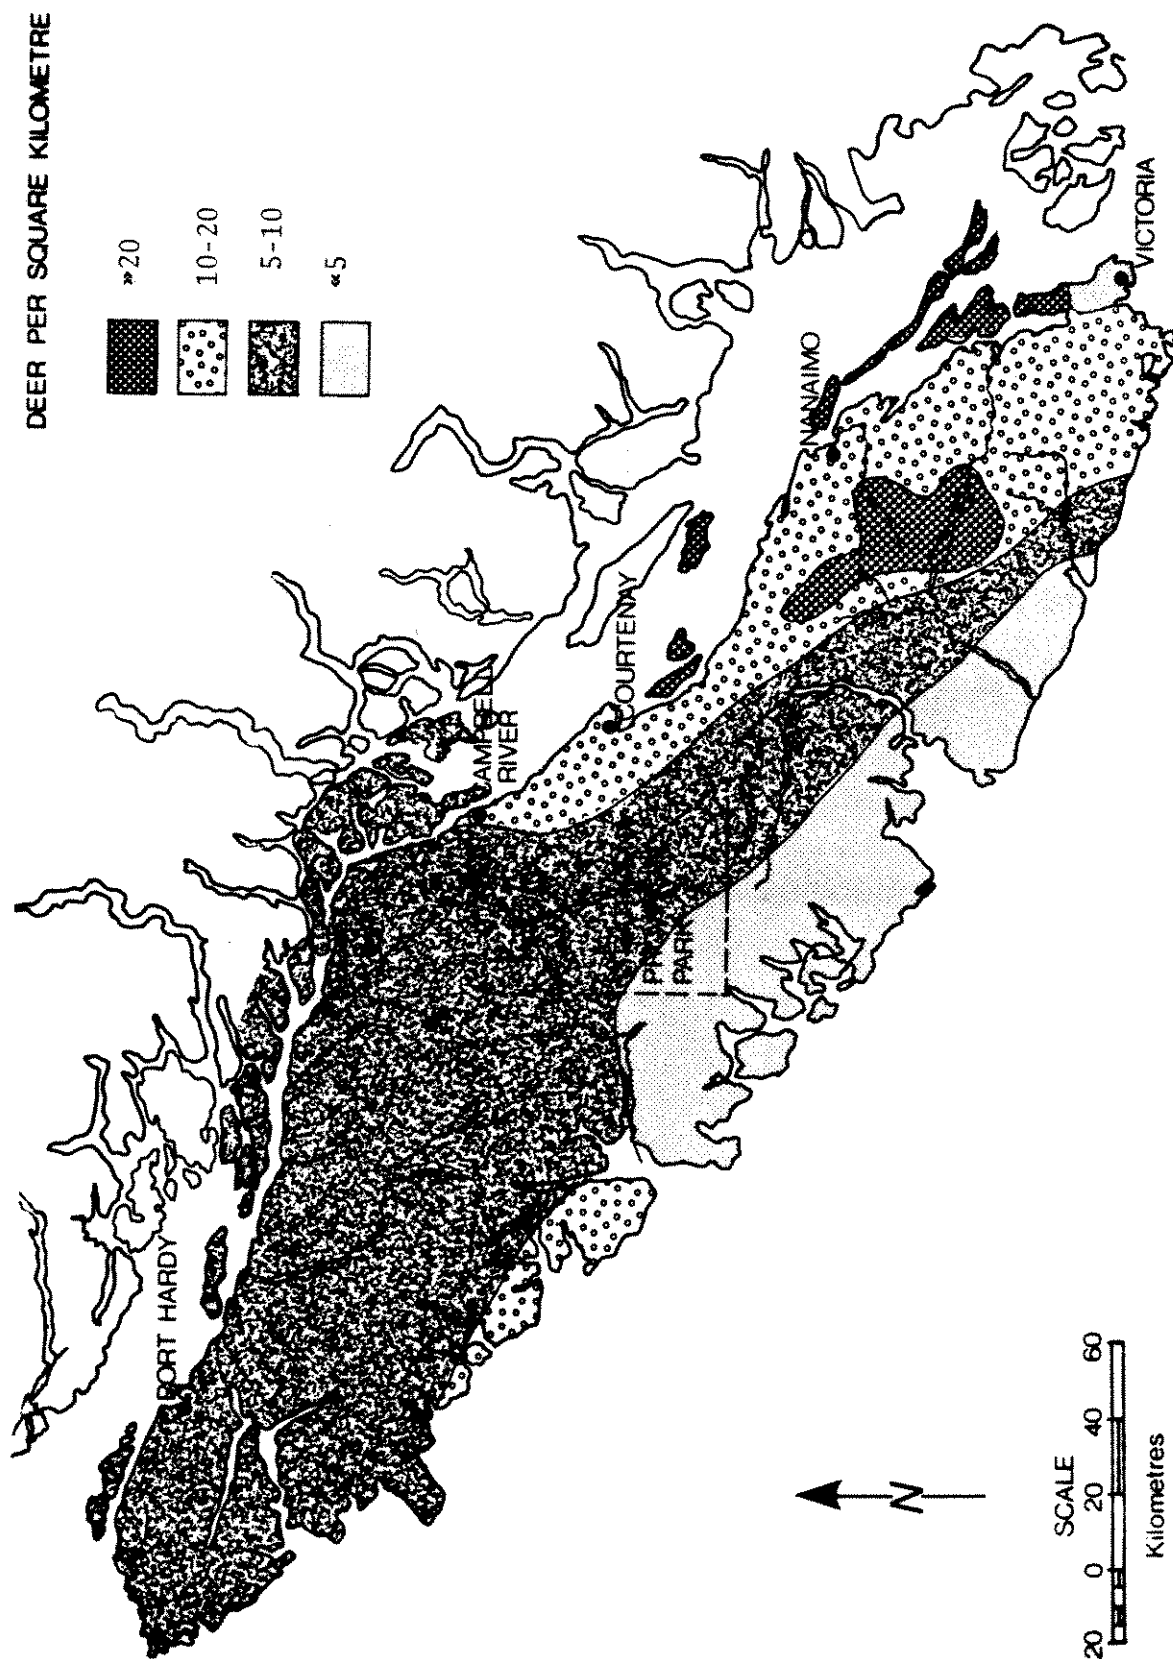 DEER PER SQUARE KILOMETRE
»20
10-20
5-10
«5
PORT HARDY
RIVER
COURTENAY
NANAIMO
VICTORIA
PARK
N
SCALE
20 0 20 40 60
Kilometres